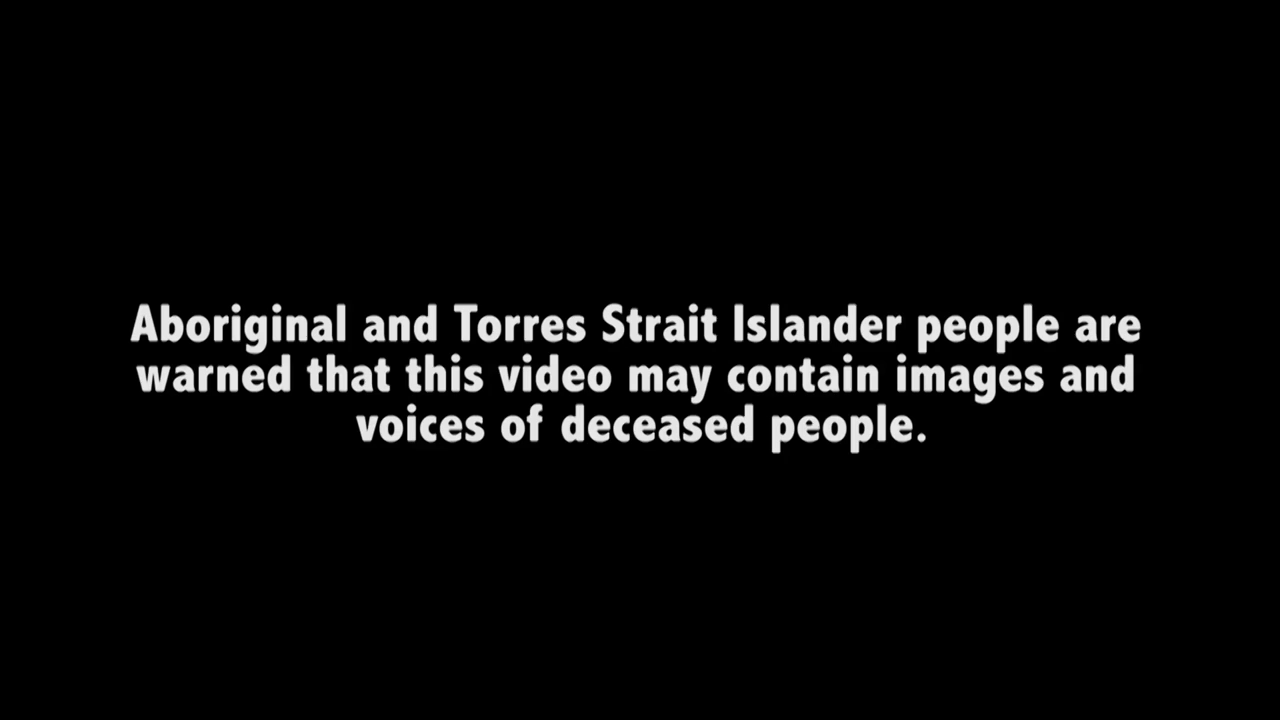 Aboriginal and Torres Strait Islander people are
warned that this video may contain images and
voices of deceased people.